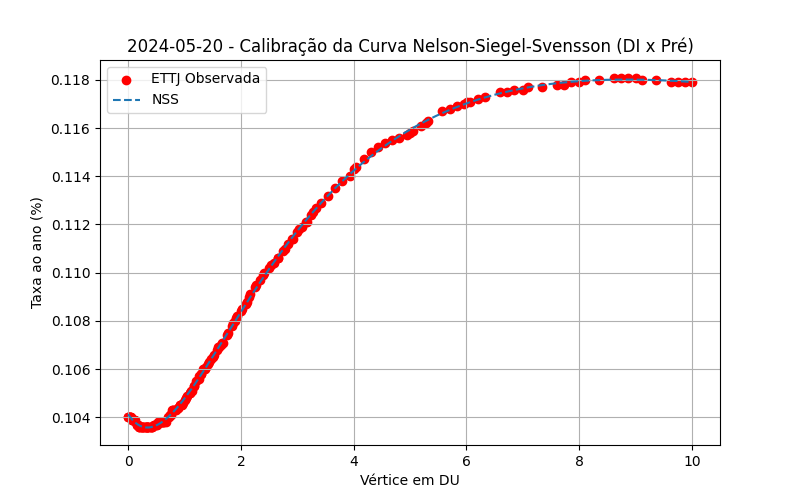 2024-05-20 - Calibração da Curva Nelson-Siegel-Svensson (DI x Pré)
ETTJ Observada
NSS
Taxa ao ano (%)
0.118
0.116
0.114
0.112
0.110
0.108
0.106
0.104
0 2 4 6 8 10
Vértice em DU